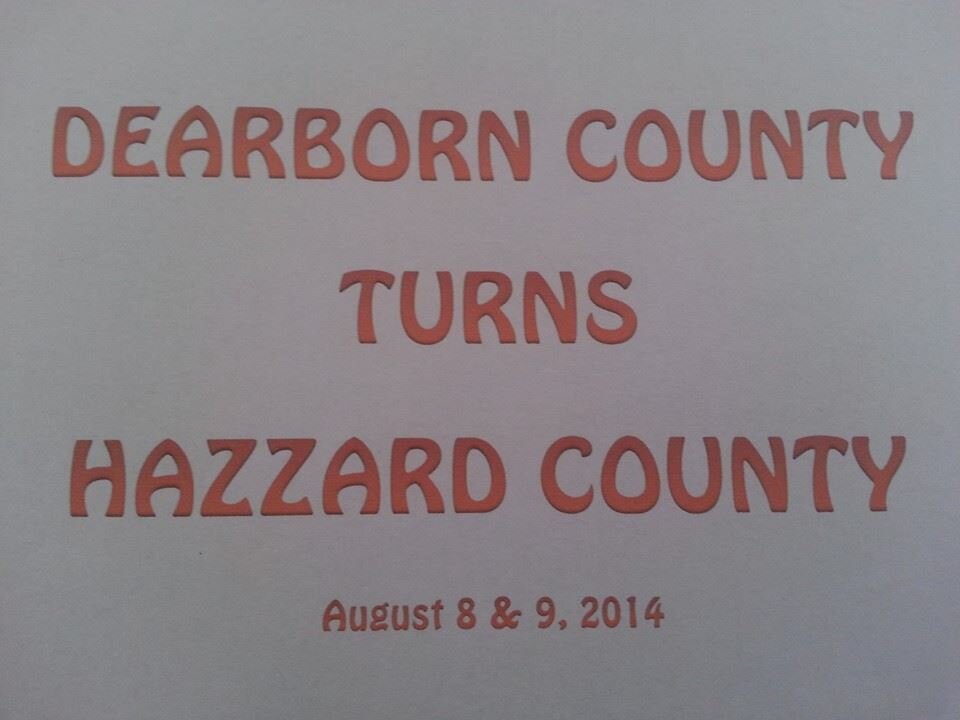 DEARBORN COUNTY
TURNS
HAZZARD COUNTY
August 8 & 9, 2014